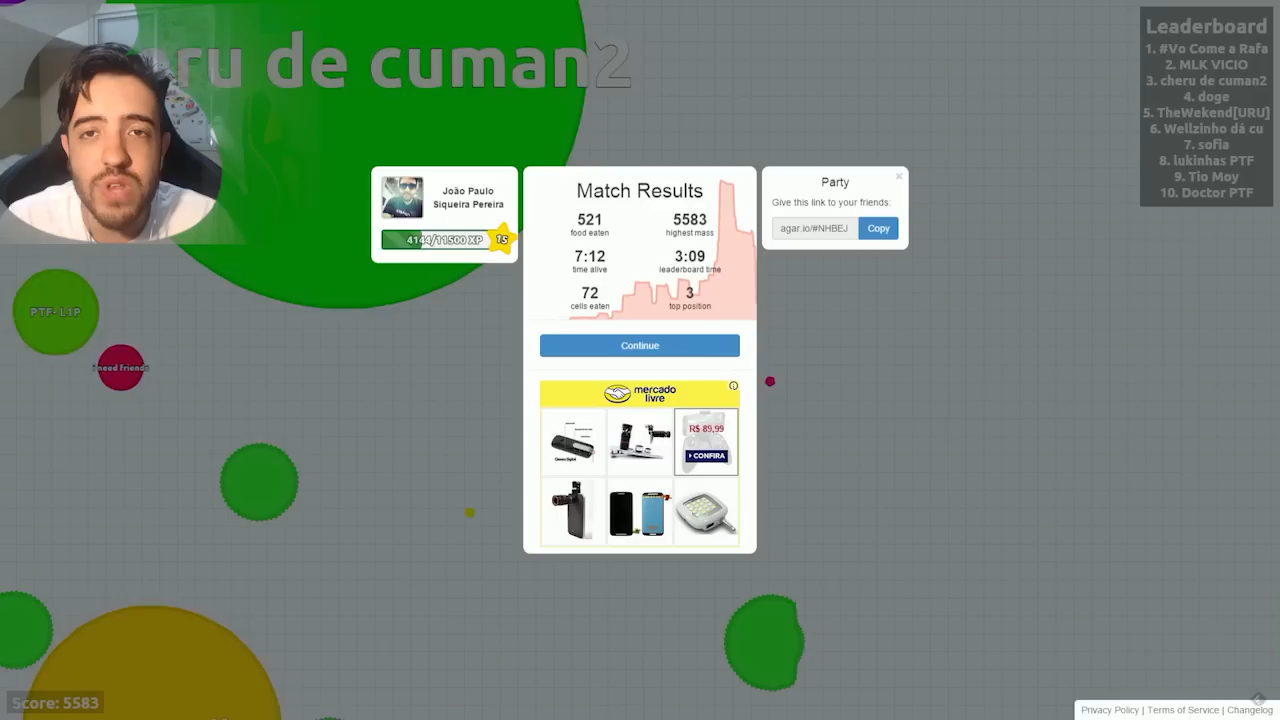 cheru de cuman2
Leaderboard
1. #Vo Come a Rafa
2. MLK VICIO
3. cheru de cuman2
4. doge
5. TheWekend[URU]
6. Wellzinho dá cu
7. sofia
8. lukinhas PTF
9. Tio Moy
10. Doctor PTF
João Paulo
Siqueira Pereira
4144/11500 XP
15
Match Results
521
food eaten
5583
highest mass
7:12
time alive
3:09
leaderboard time
72
cells eaten
3
top position
Continue
Party
×
Give this link to your friends:
agar.io/#NHBEJ
Copy
mercado
livre
Câmera Digital
R$ 89,99
CONFIRA
PTF- L1P
i need friends
Score: 5583
Privacy Policy | Terms of Service | Changelog